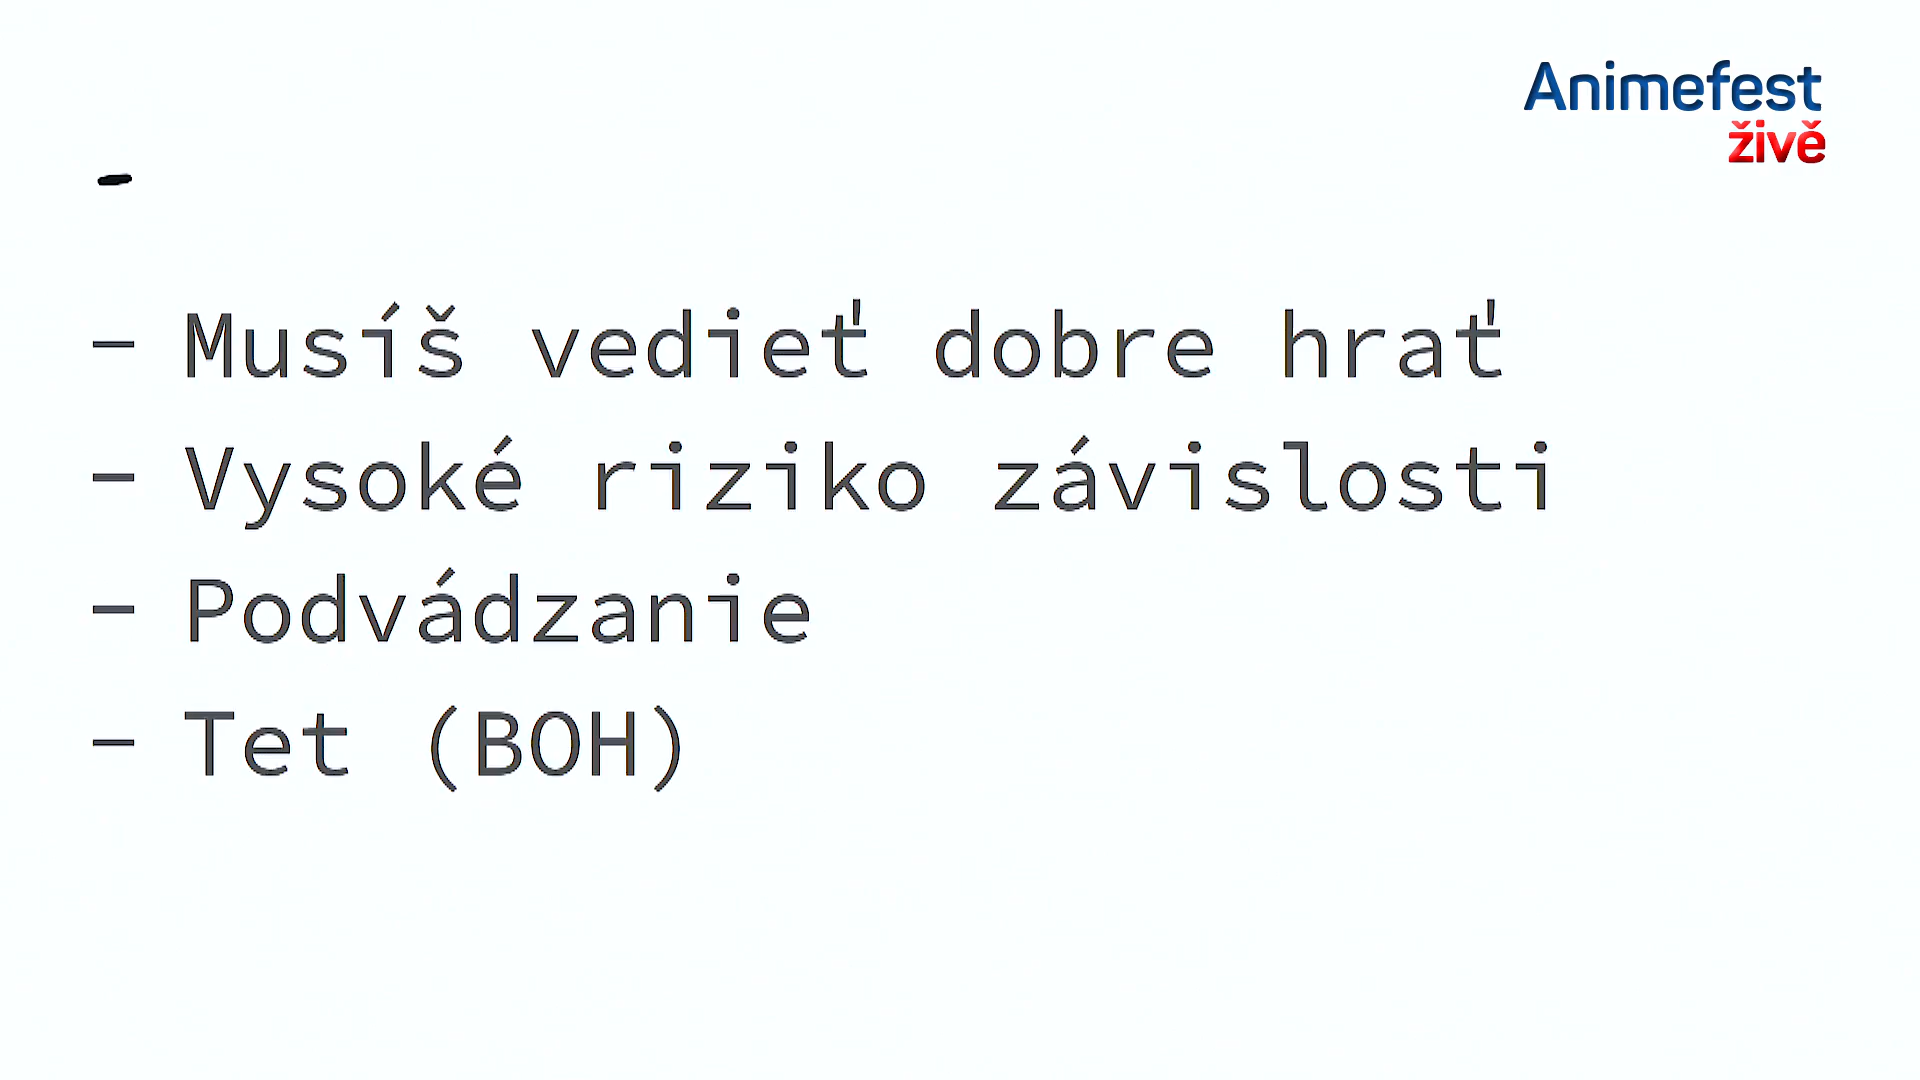 Animefest
živě
-
- Musíš vedieť dobre hrať
- Vysoké riziko závislosti
- Podvádzanie
- Tet (BOH)